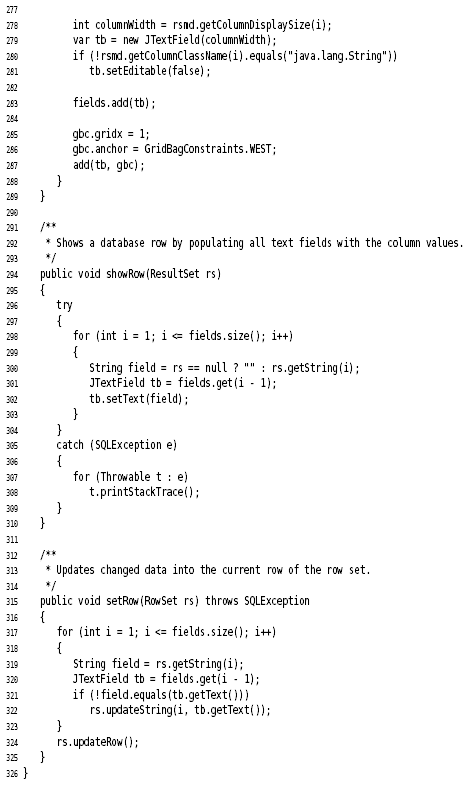 277
278 int columnWidth = rsmd.getColumnDisplaySize(i);
279 var tb = new JTextField(columnWidth);
280 if (!rsmd.getColumnClassName(i).equals("java.lang.String"))
281 tb.setEditable(false);
282
283 fields.add(tb);
284
285 gbc.gridx = 1;
286 gbc.anchor = GridBagConstraints.WEST;
287 add(tb, gbc);
288 }
289 }
290
291 /**
292 * Shows a database row by populating all text fields with the column values.
293 */
294 public void showRow(ResultSet rs)
295 {
296 try
297 {
298 for (int i = 1; i <= fields.size(); i++)
299 {
300 String field = rs == null ? "" : rs.getString(i);
301 JTextField tb = fields.get(i - 1);
302 tb.setText(field);
303 }
304 }
305 catch (SQLException e)
306 {
307 for (Throwable t : e)
308 t.printStackTrace();
309 }
310 }
311
312 /**
313 * Updates changed data into the current row of the row set.
314 */
315 public void setRow(RowSet rs) throws SQLException
316 {
317 for (int i = 1; i <= fields.size(); i++)
318 {
319 String field = rs.getString(i);
320 JTextField tb = fields.get(i - 1);
321 if (!field.equals(tb.getText()))
322 rs.updateString(i, tb.getText());
323 }
324 rs.updateRow();
325 }
326 }